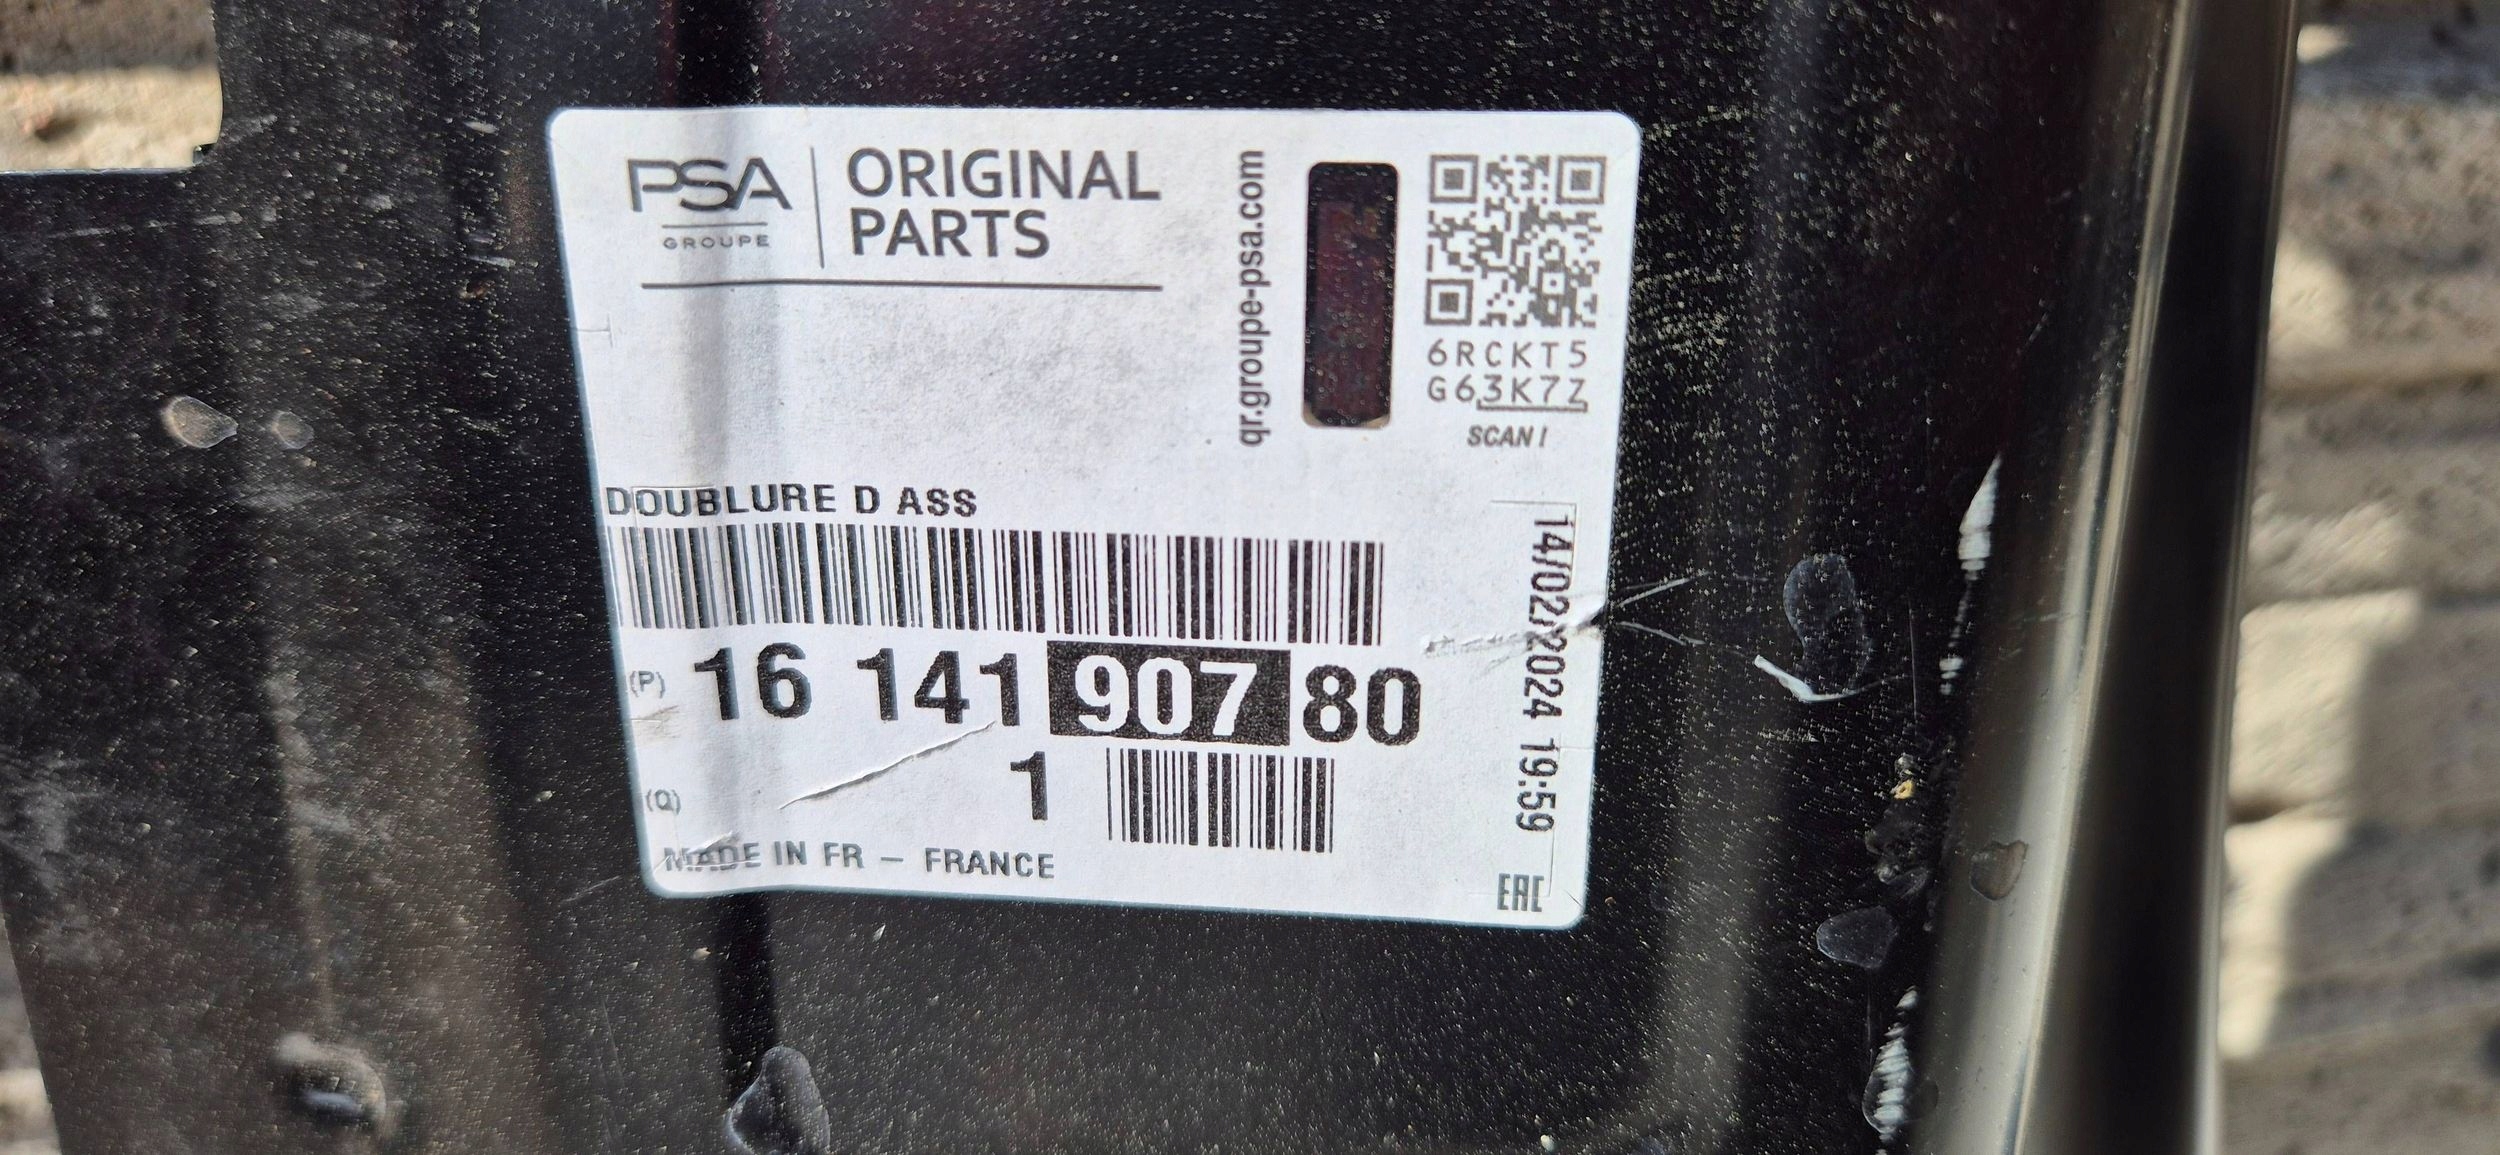 PSA
GROUPE
ORIGINAL
PARTS
qr.groupe-psa.com
6RCKT5
G63K7Z
SCAN !
DOUBLURE D ASS
(P) 16 141 907 80
(Q) 1
MADE IN FR – FRANCE
14/02/2024 19:59
EAC